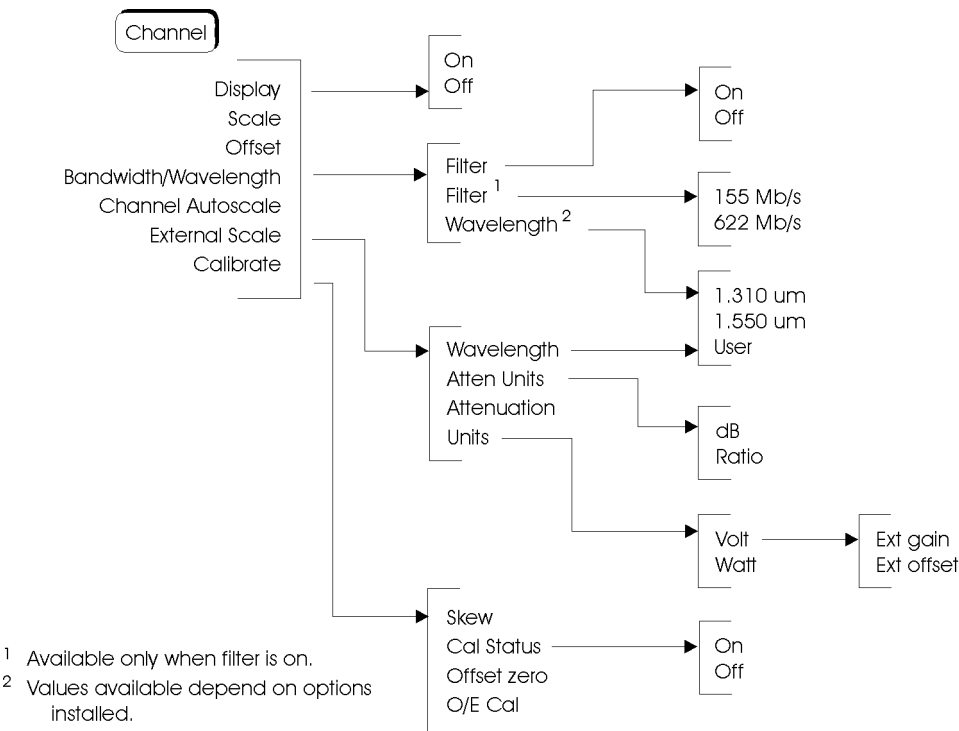 Channel
Display
Scale
Offset
Bandwidth/Wavelength
Channel Autoscale
External Scale
Calibrate
On
Off
Filter
Filter 1
Wavelength 2
On
Off
155 Mb/s
622 Mb/s
1.310 um
1.550 um
User
Wavelength
Atten Units
Attenuation
Units
dB
Ratio
Volt
Watt
Ext gain
Ext offset
Skew
Cal Status
Offset zero
O/E Cal
On
Off
1 Available only when filter is on.
2 Values available depend on options
installed.